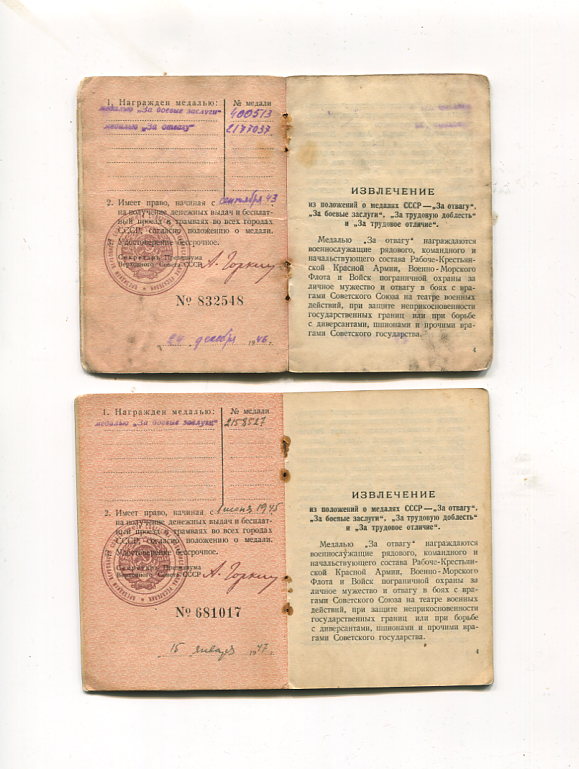 1. Награжден медалью:
№ медали
медалью „За боевые заслуги"
400513
медалью „За отвагу"
2177037
2. Имеет право, начиная с сентября 43
на получение денежных выдач и бесплат-
ный проезд в трамваях во всех городах
СССР, согласно положению о медали.
Удостоверение бессрочное.
Секретарь Президиума
Верховного Совета СССР А. Горкин
№ 832548
24 декабря 1946 г.
ИЗВЛЕЧЕНИЕ
из положений о медалях СССР — „За отвагу",
„За боевые заслуги", „За трудовую доблесть"
и „За трудовое отличие".
Медалью „За отвагу" награждаются
военнослужащие рядового, командного и
начальствующего состава Рабоче-Крестьян-
ской Красной Армии, Военно-Морского
Флота и Войск пограничной охраны за
личное мужество и отвагу в боях с вра-
гами Советского Союза на театре военных
действий, при защите неприкосновенности
государственных границ или при борьбе
с диверсантами, шпионами и прочими вра-
гами Советского государства.
4
1. Награжден медалью:
№ медали
медалью „За боевые заслуги"
2158527
2. Имеет право, начиная с 1 июня 1945
на получение денежных выдач и бесплат-
ный проезд в трамваях во всех городах
СССР, согласно положению о медали.
Удостоверение бессрочное.
Секретарь Президиума
Верховного Совета СССР А. Горкин
№ 681017
15 января 1947 г.
ИЗВЛЕЧЕНИЕ
из положений о медалях СССР — „За отвагу",
„За боевые заслуги", „За трудовую доблесть"
и „За трудовое отличие".
Медалью „За отвагу" награждаются
военнослужащие рядового, командного и
начальствующего состава Рабоче-Крестьян-
ской Красной Армии, Военно-Морского
Флота и Войск пограничной охраны за
личное мужество и отвагу в боях с вра-
гами Советского Союза на театре военных
действий, при защите неприкосновенности
государственных границ или при борьбе
с диверсантами, шпионами и прочими вра-
гами Советского государства.
4